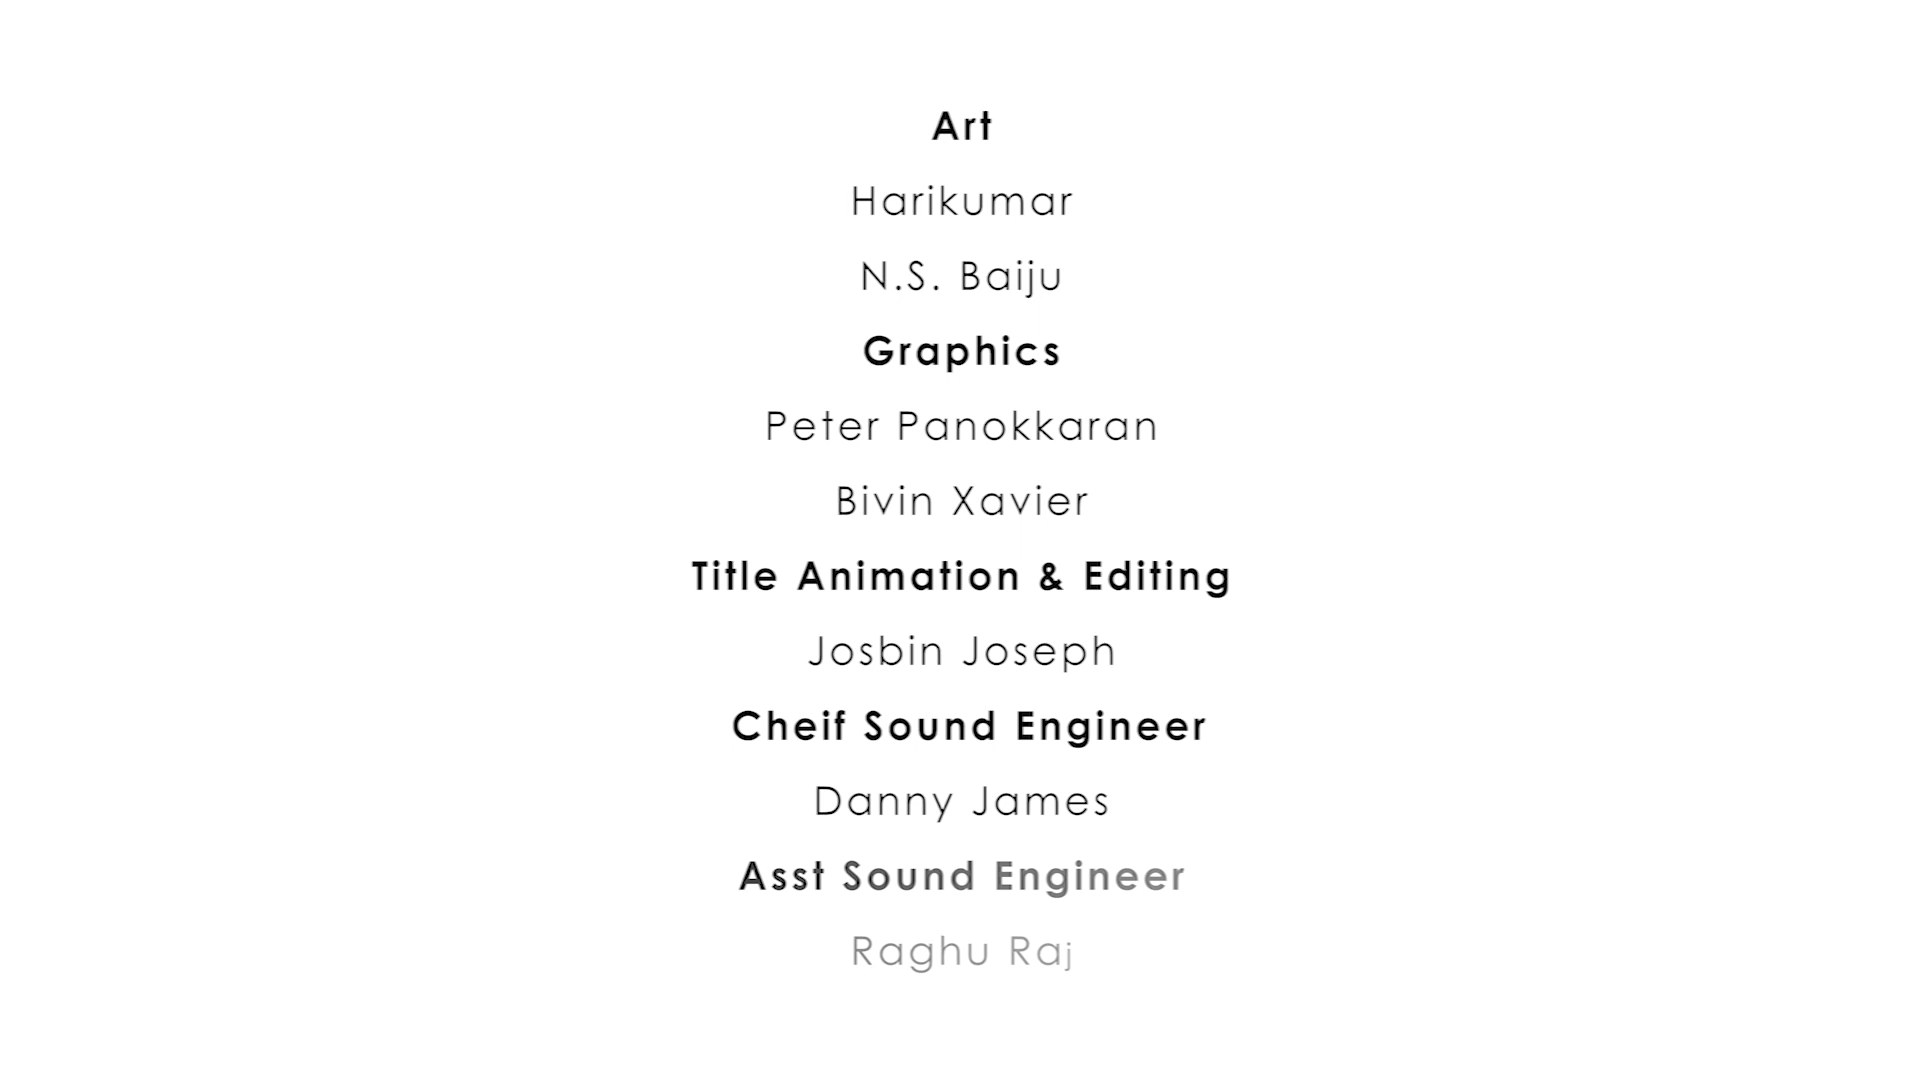 Art
Harikumar
N.S. Baiju
Graphics
Peter Panokkaran
Bivin Xavier
Title Animation & Editing
Josbin Joseph
Cheif Sound Engineer
Danny James
Asst Sound Engineer
Raghu Raj